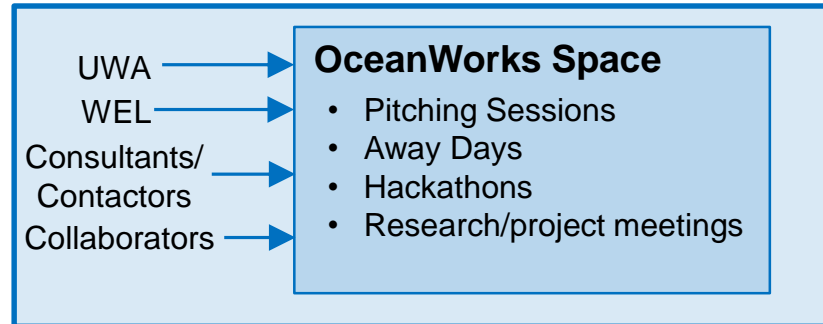 UWA
WEL
Consultants/
Contactors
Collaborators
OceanWorks Space
• Pitching Sessions
• Away Days
• Hackathons
• Research/project meetings